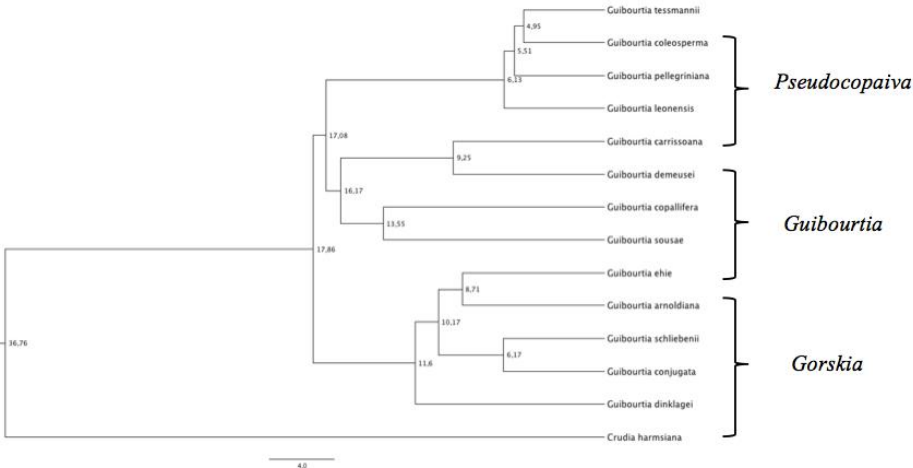 Guibourtia tessmannii
4,95
Guibourtia coleosperma
5,51
Guibourtia pellegriniana
6,13
Pseudocopaiva
Guibourtia leonensis
17,08
Guibourtia carrissoana
9,25
Guibourtia demeusei
16,17
Guibourtia copallifera
13,55
Guibourtia
Guibourtia sousae
17,86
Guibourtia ehie
8,71
Guibourtia arnoldiana
10,17
Guibourtia schliebenii
6,17
Gorskia
11,6
Guibourtia conjugata
36,76
Guibourtia dinklagei
Crudia harmsiana
4.0